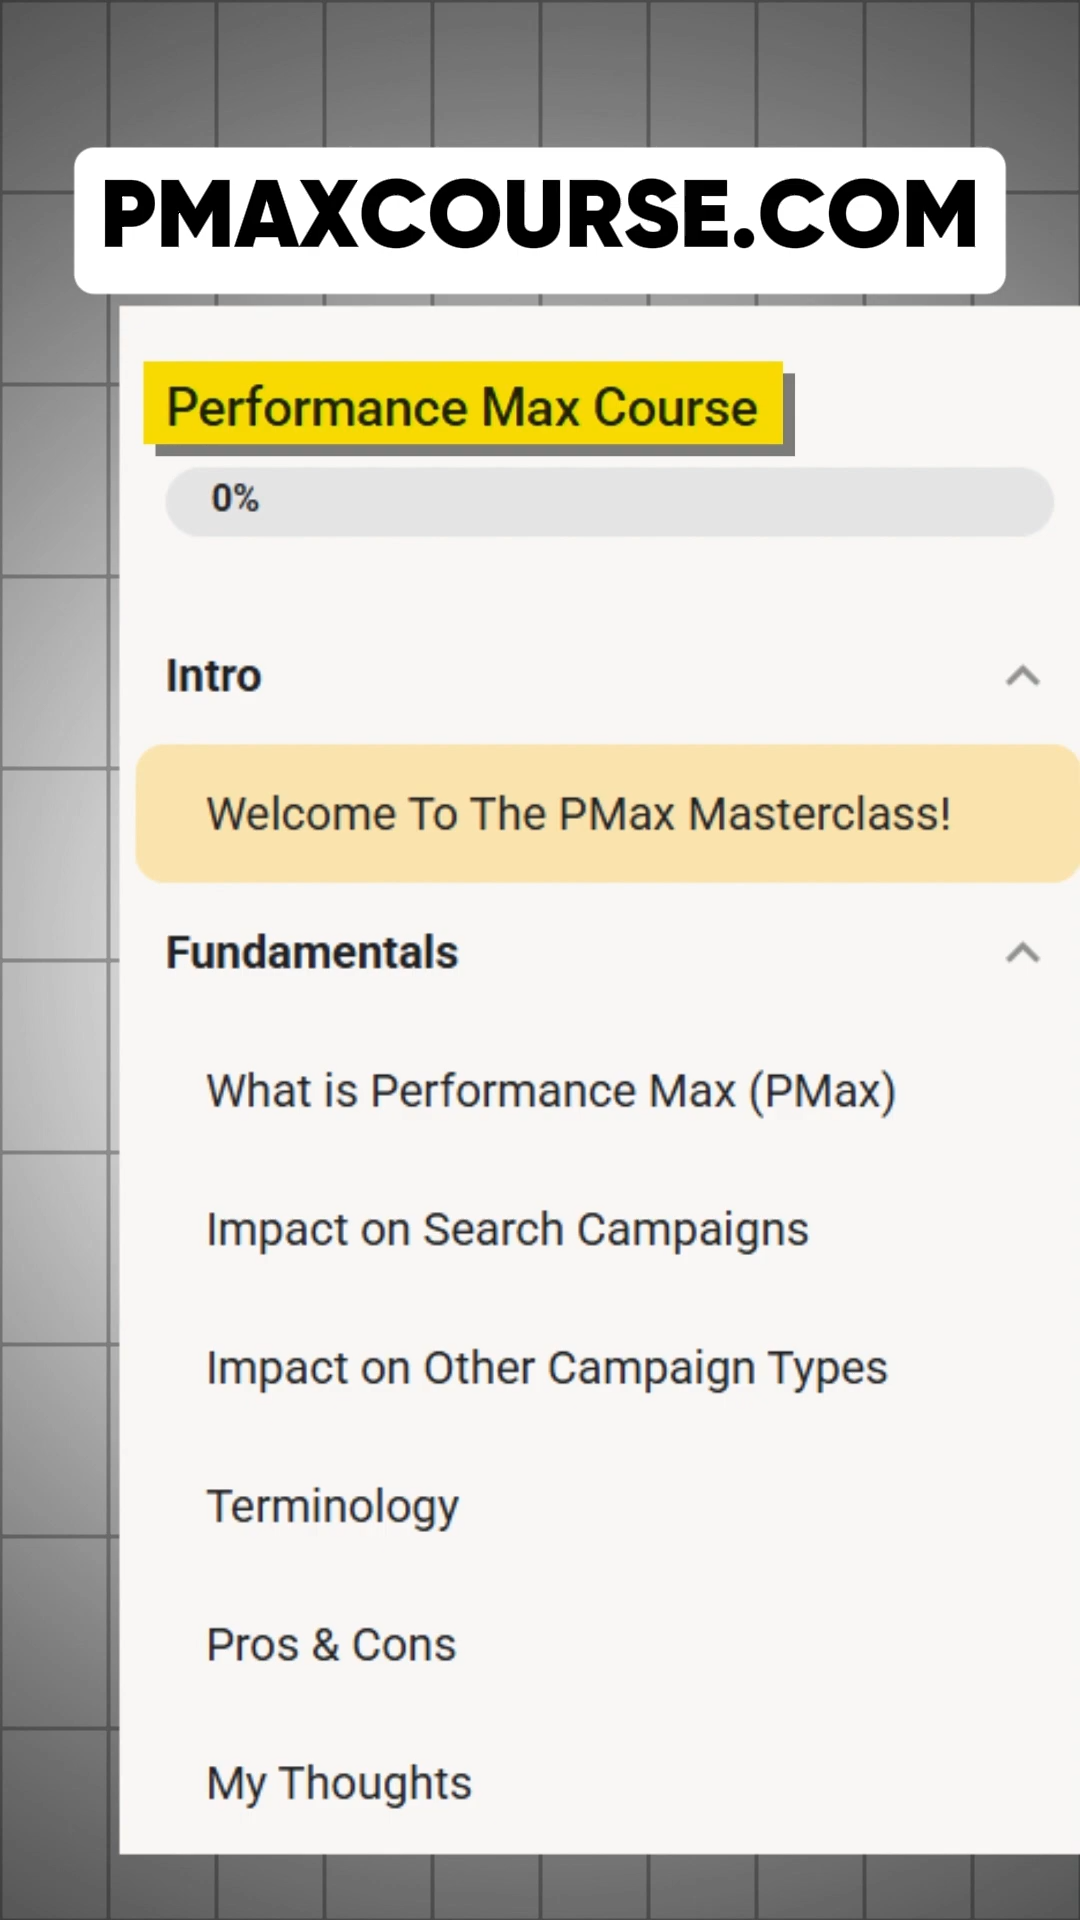 PMAXCOURSE.COM
Performance Max Course
0%
Intro
Welcome To The PMax Masterclass!
Fundamentals
What is Performance Max (PMax)
Impact on Search Campaigns
Impact on Other Campaign Types
Terminology
Pros & Cons
My Thoughts